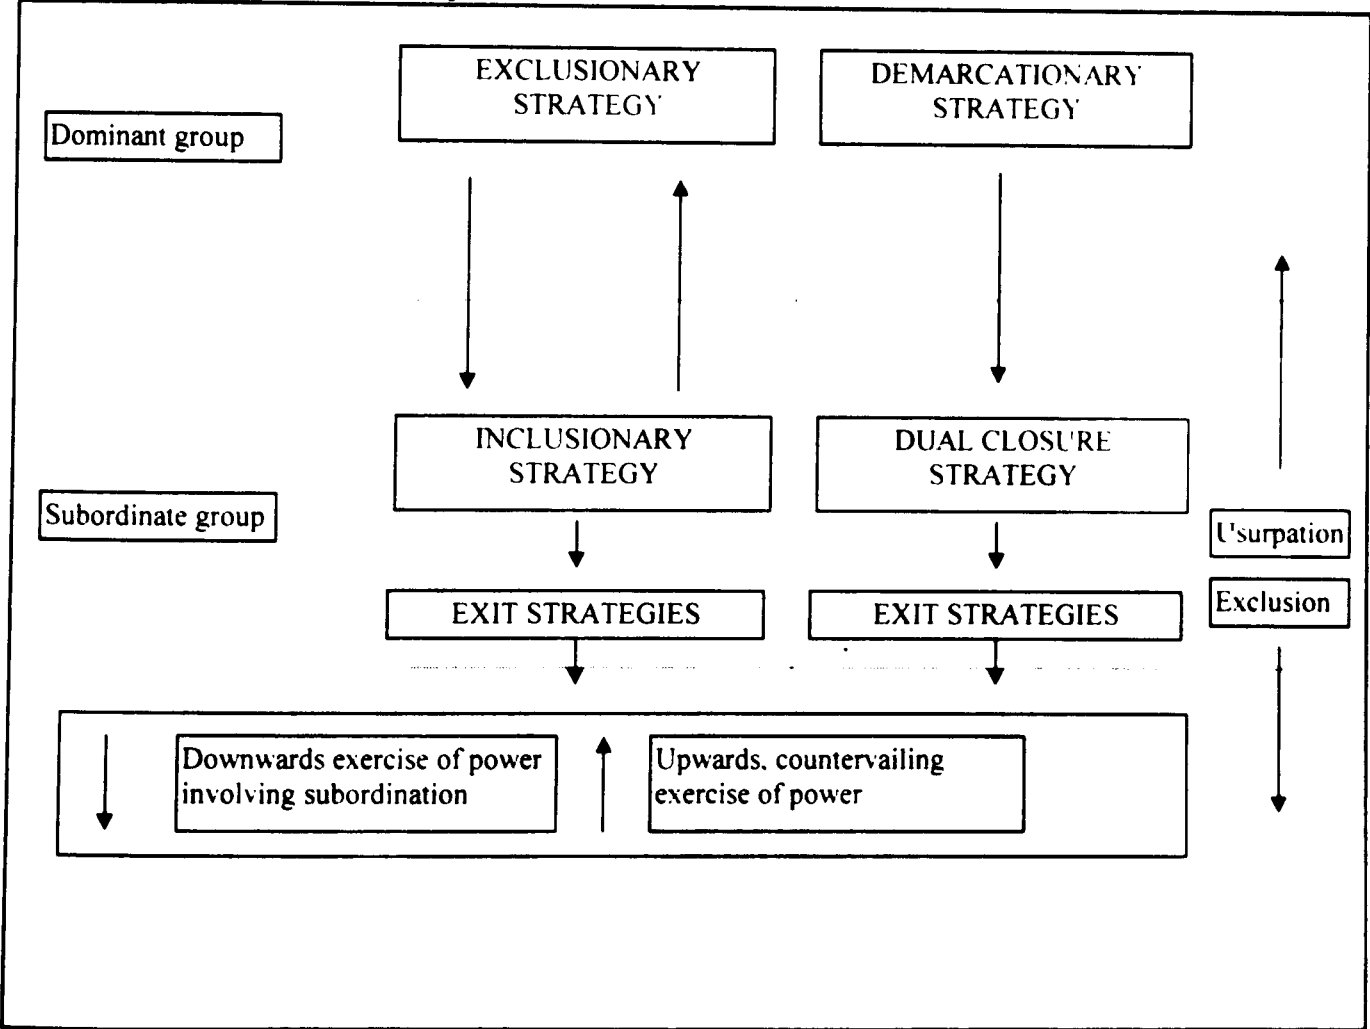 EXCLUSIONARY
STRATEGY
DEMARCATIONARY
STRATEGY
Dominant group
INCLUSIONARY
STRATEGY
DUAL CLOSURE
STRATEGY
Subordinate group
Usurpation
EXIT STRATEGIES
EXIT STRATEGIES
Exclusion
Downwards exercise of power
involving subordination
Upwards, countervailing
exercise of power